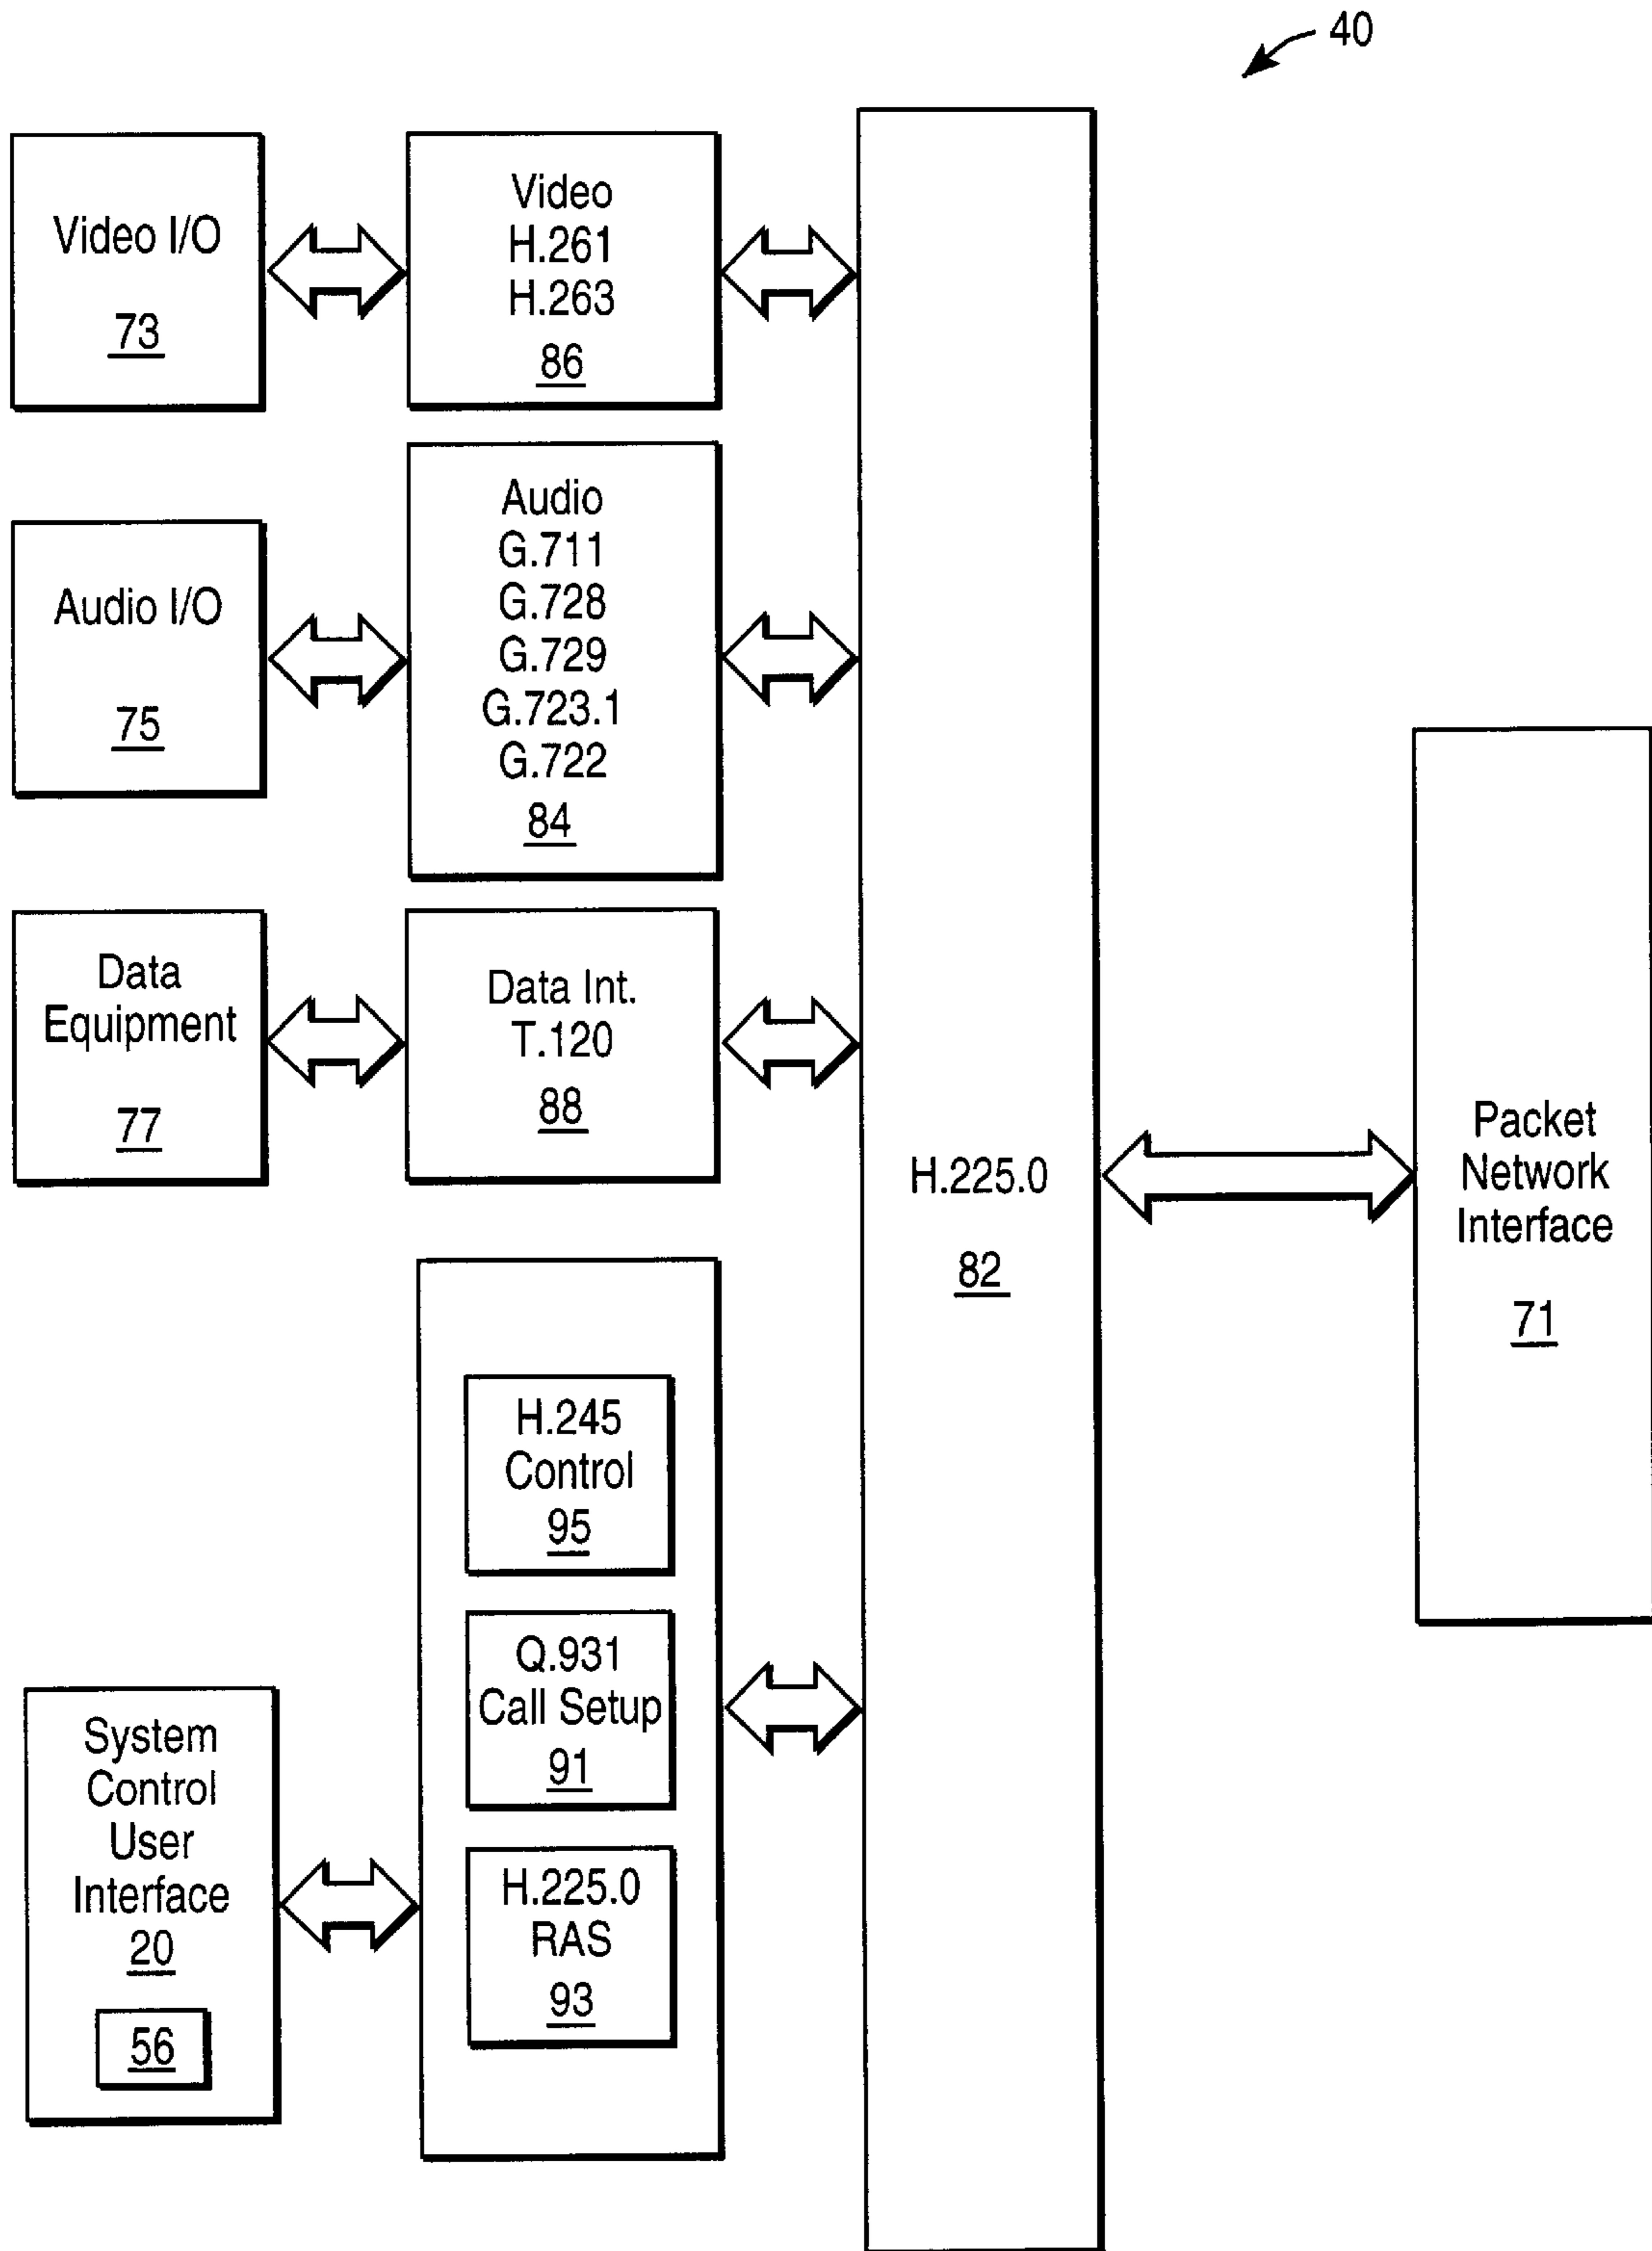 40
Video I/O
73
Video
H.261
H.263
86
Audio I/O
75
Audio
G.711
G.728
G.729
G.723.1
G.722
84
Data
Equipment
77
Data Int.
T.120
88
H.225.0
82
Packet
Network
Interface
71
H.245
Control
95
Q.931
Call Setup
91
H.225.0
RAS
93
System
Control
User
Interface
20
56